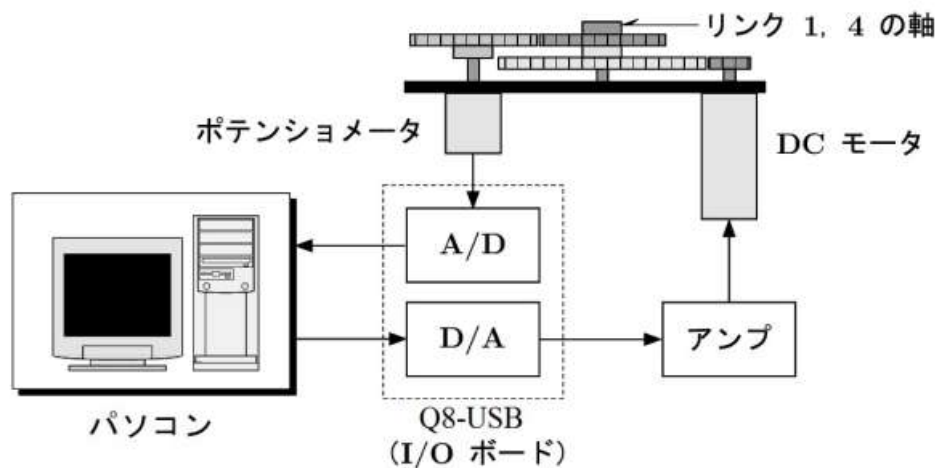 リンク 1, 4 の軸
ポテンショメータ
DC モータ
A/D
D/A
アンプ
パソコン
Q8-USB
(I/O ボード)